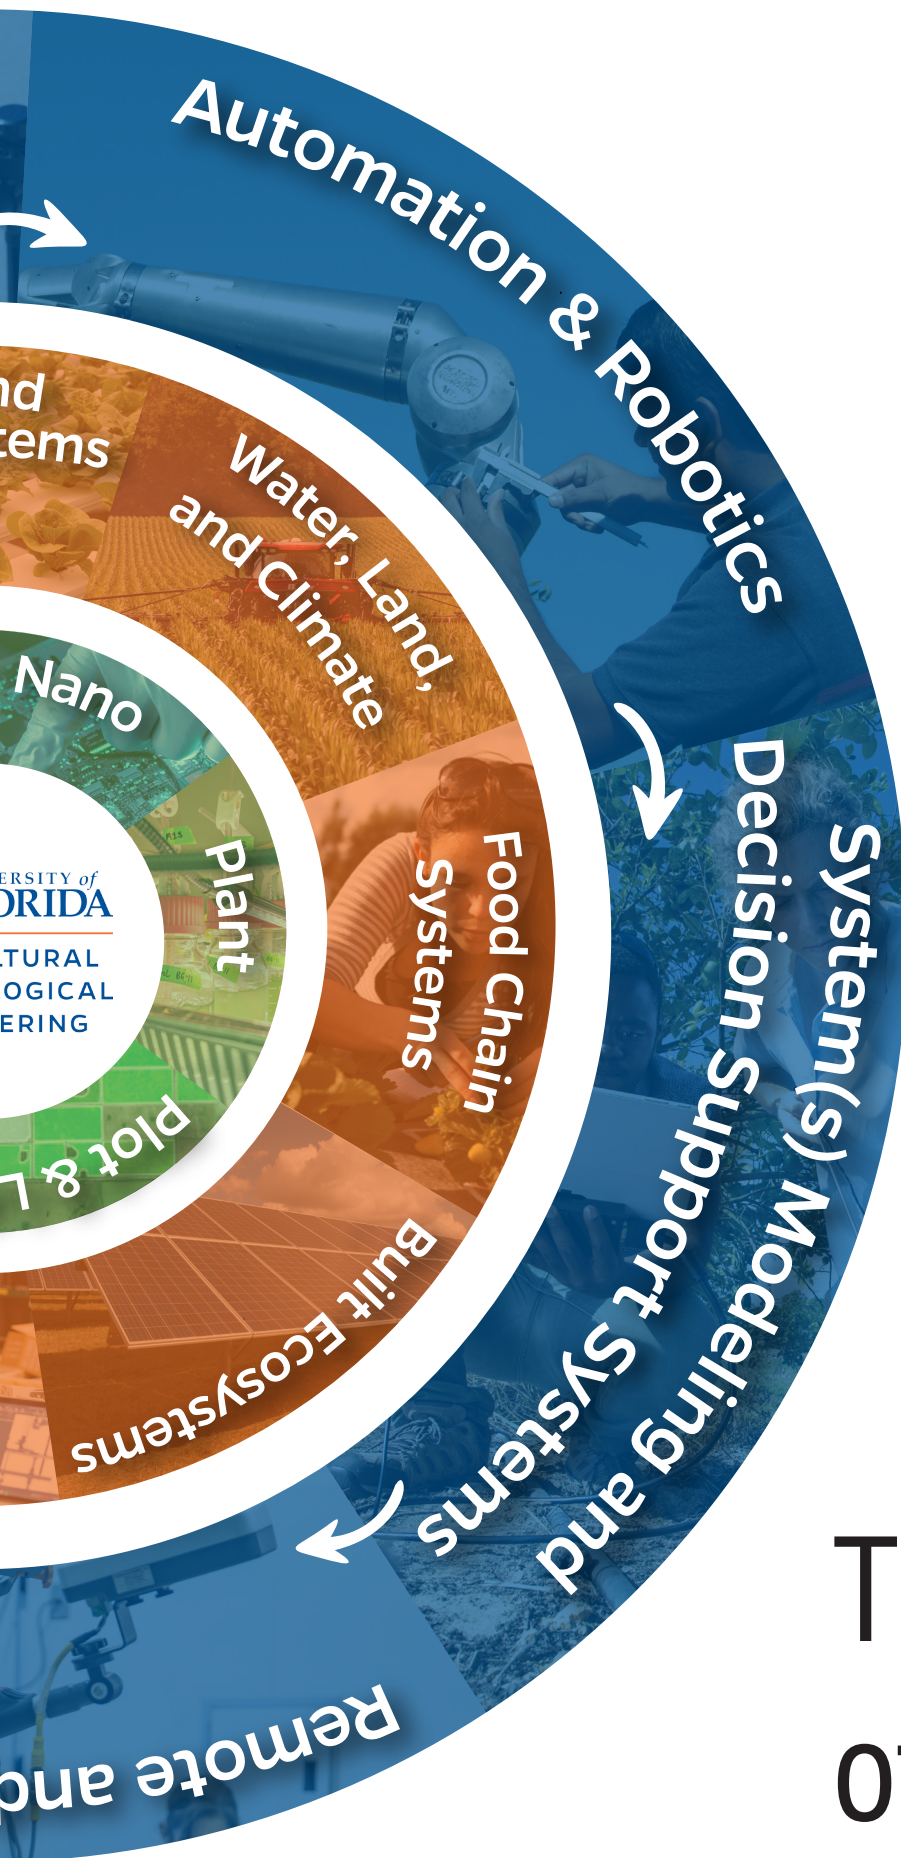 Automation & Robotics
System(s) Modeling and
Decision Support Systems
Remote and
nd
tems
Water, Land,
and Climate
Food Chain
Systems
Built Ecosystems
Nano
Plant
Plot & L
ERSITY of
ORIDA
LTURAL
OGICAL
ERING
T
of